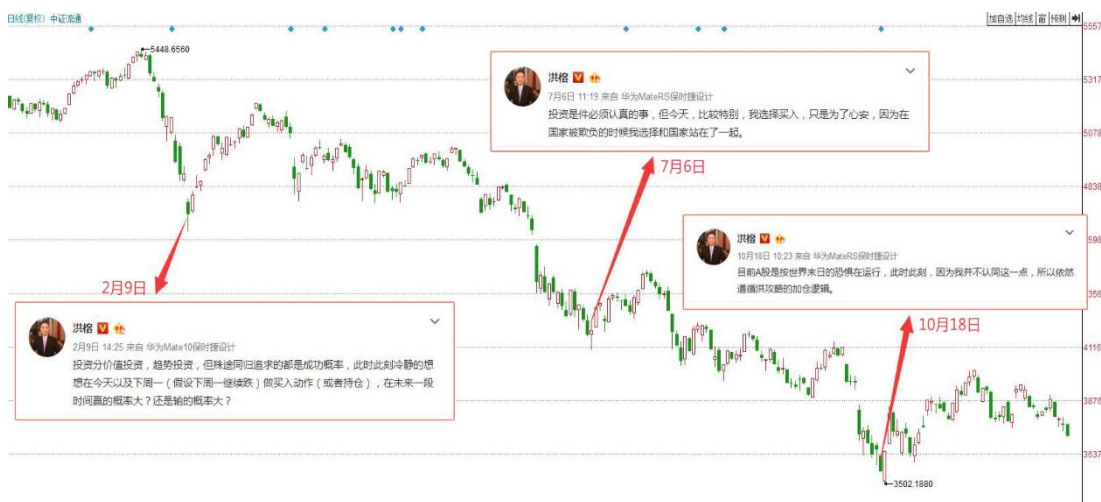 日线(复权) 中证流通
加自选 均线 窗 预测
5557
5448.6560
5317
洪榕
7月6日 11:19 来自 华为MateRS保时捷设计
投资是件必须认真的事，但今天，比较特别，我选择买入，只是为了心安，因为在
国家被欺负的时候我选择和国家站在了一起。
5078
7月6日
4838
洪榕
10月18日 10:23 来自 华为MateRS保时捷设计
目前A股是按世界末日的恐惧在运行，此时此刻，因为我并不认同这一点，所以依然
遵循洪攻略的加仓逻辑。
4598
2月9日
4356
10月18日
洪榕
2月9日 14:25 来自 华为Mate10保时捷设计
投资分价值投资，趋势投资，但殊途同归追求的都是成功概率，此时此刻冷静的想
想在今天以及下周一（假设下周一继续跌）做买入动作（或者持仓），在未来一段
时间赢的概率大？还是输的概率大？
4116
3876
3637
3502.1880